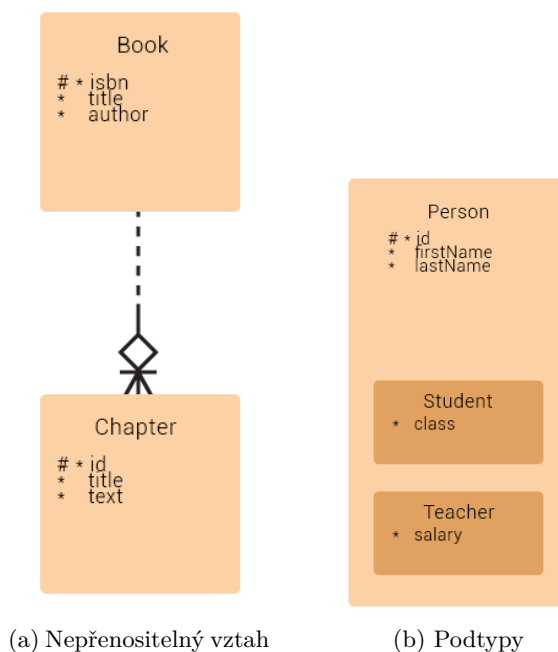 Book
# * isbn
* title
* author
Chapter
# * id
* title
* text
(a) Nepřenositelný vztah
Person
# * id
* firstName
* lastName
Student
* class
Teacher
* salary
(b) Podtypy